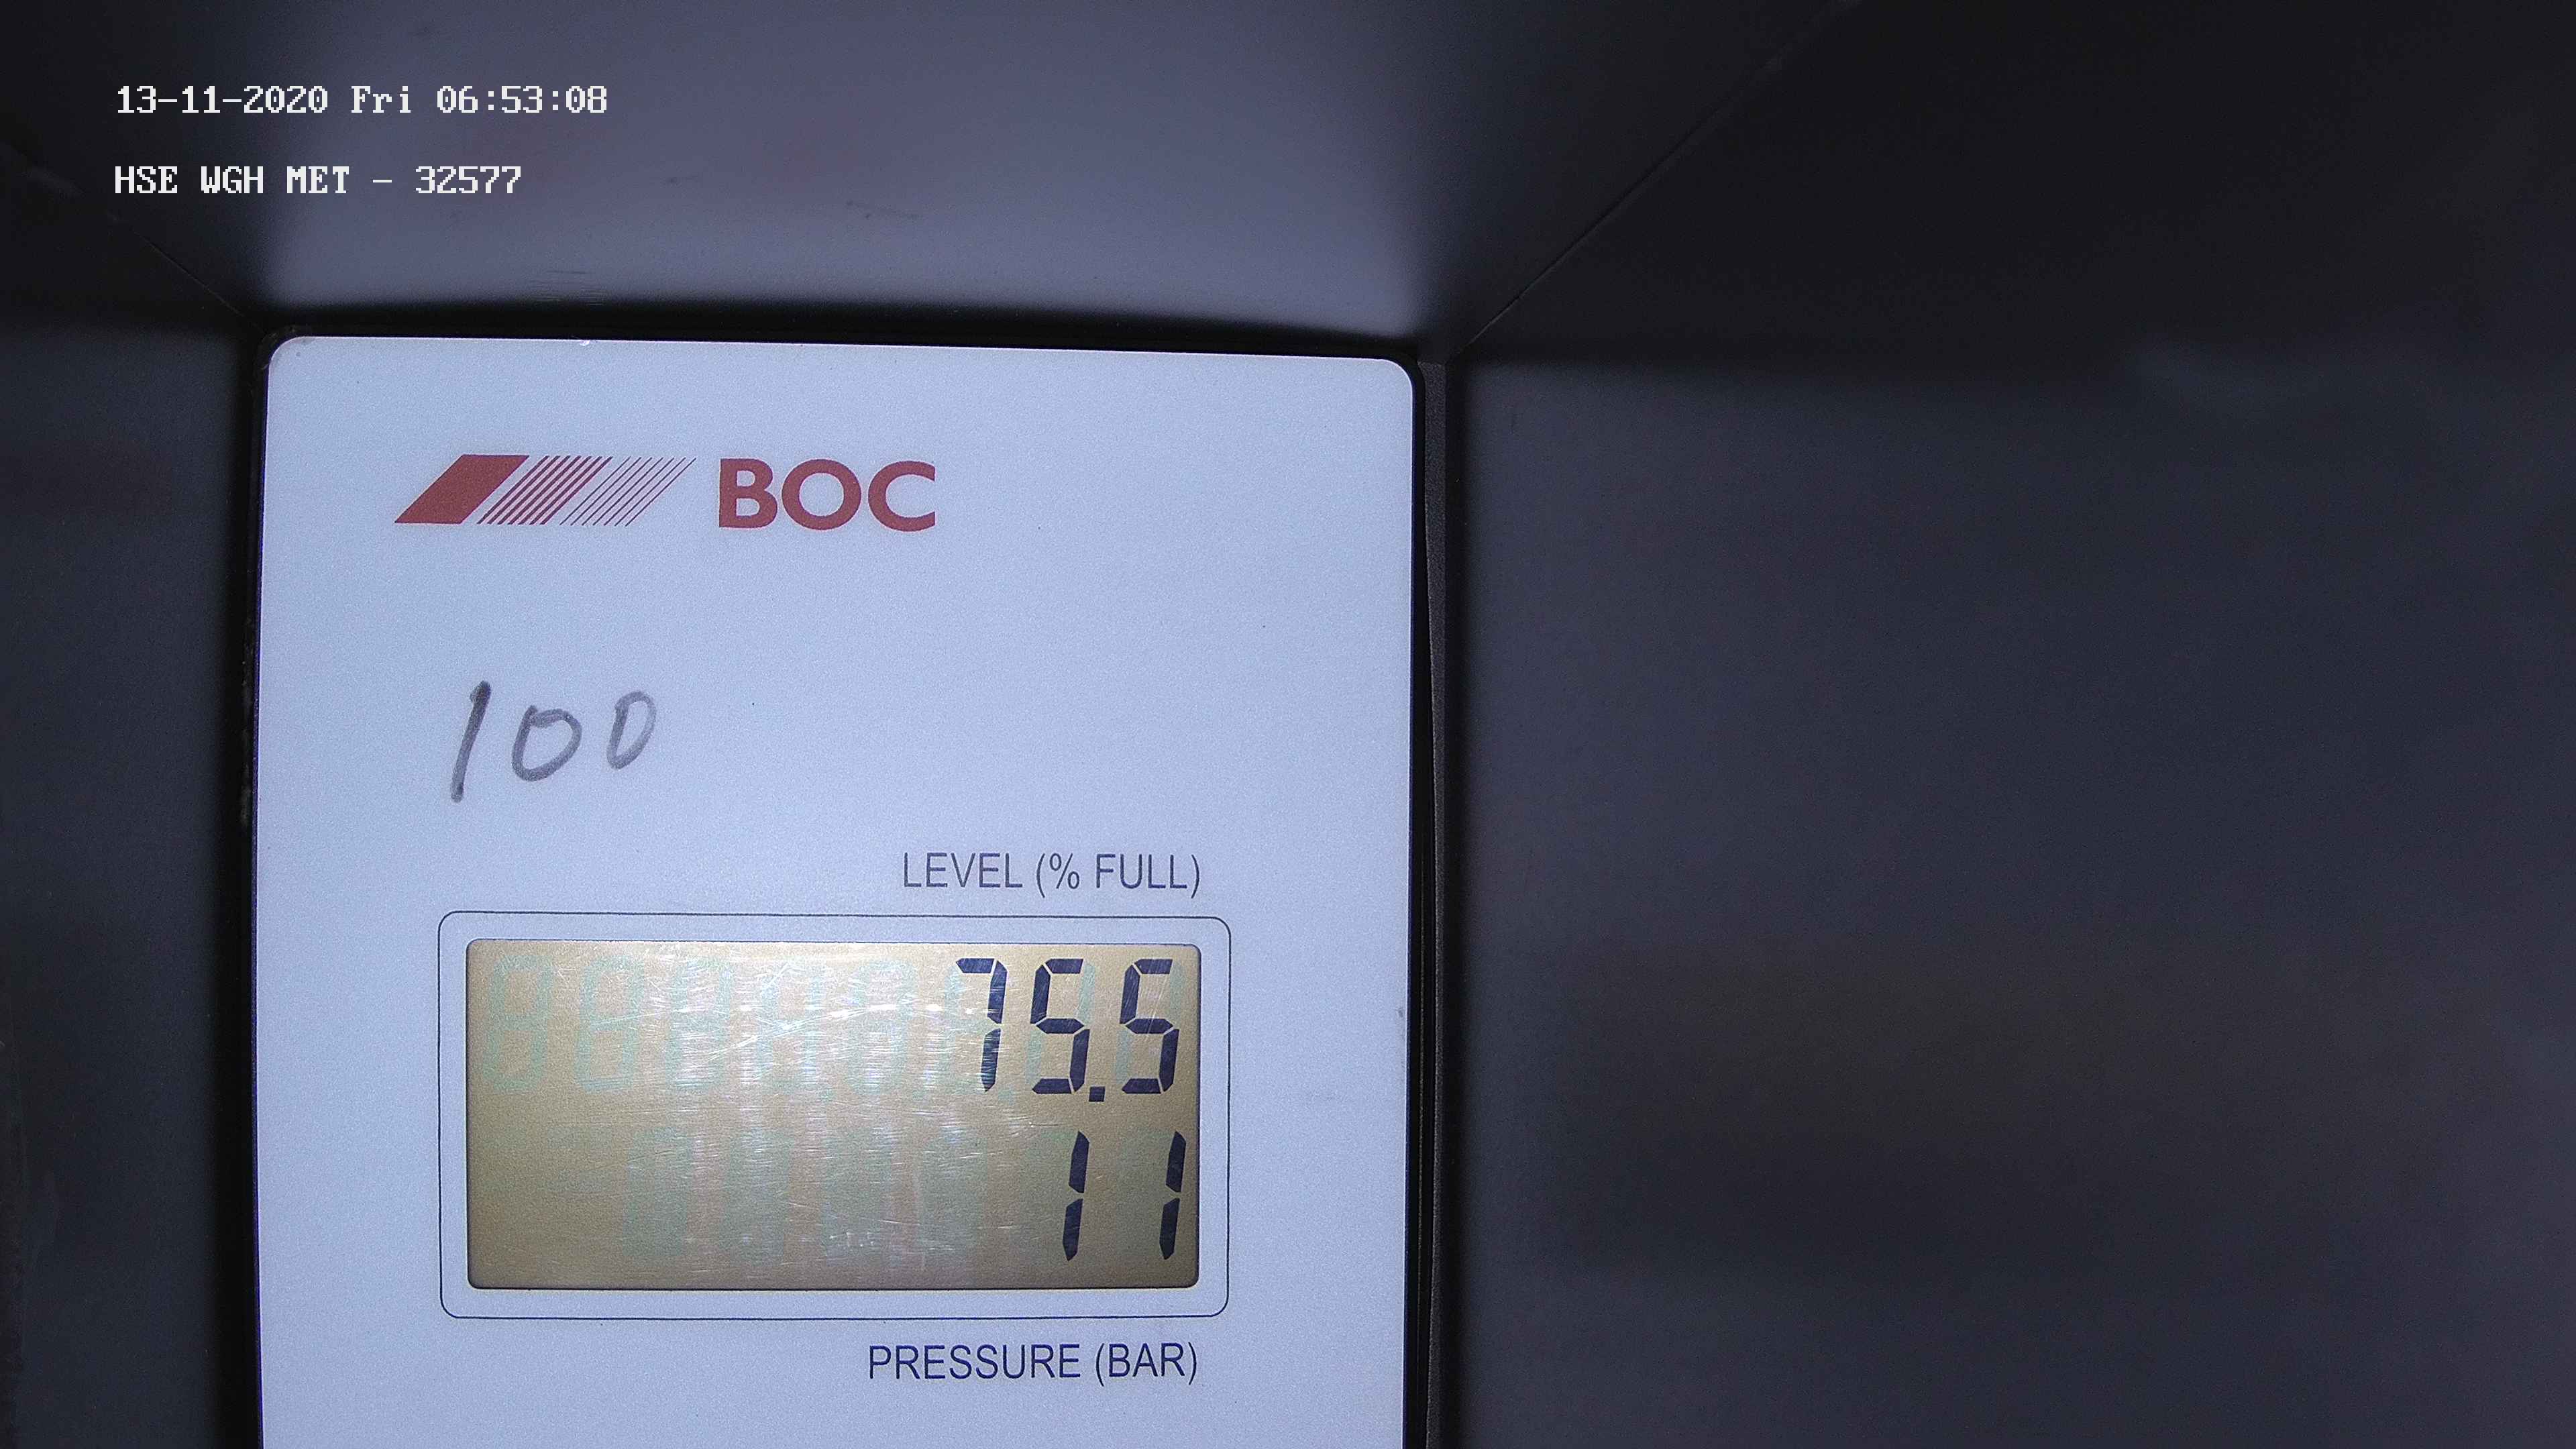 13-11-2020 Fri 06:53:08
HSE WGH MET - 32577
BOC
100
LEVEL (% FULL)
75.5
11
PRESSURE (BAR)